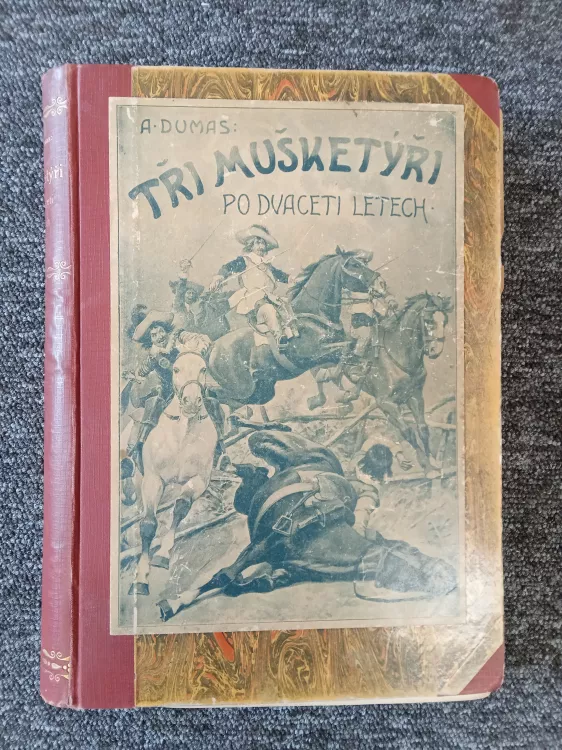 A. DUMAS:
TŘI MUŠKETÝŘI
PO DVACETI LETECH.